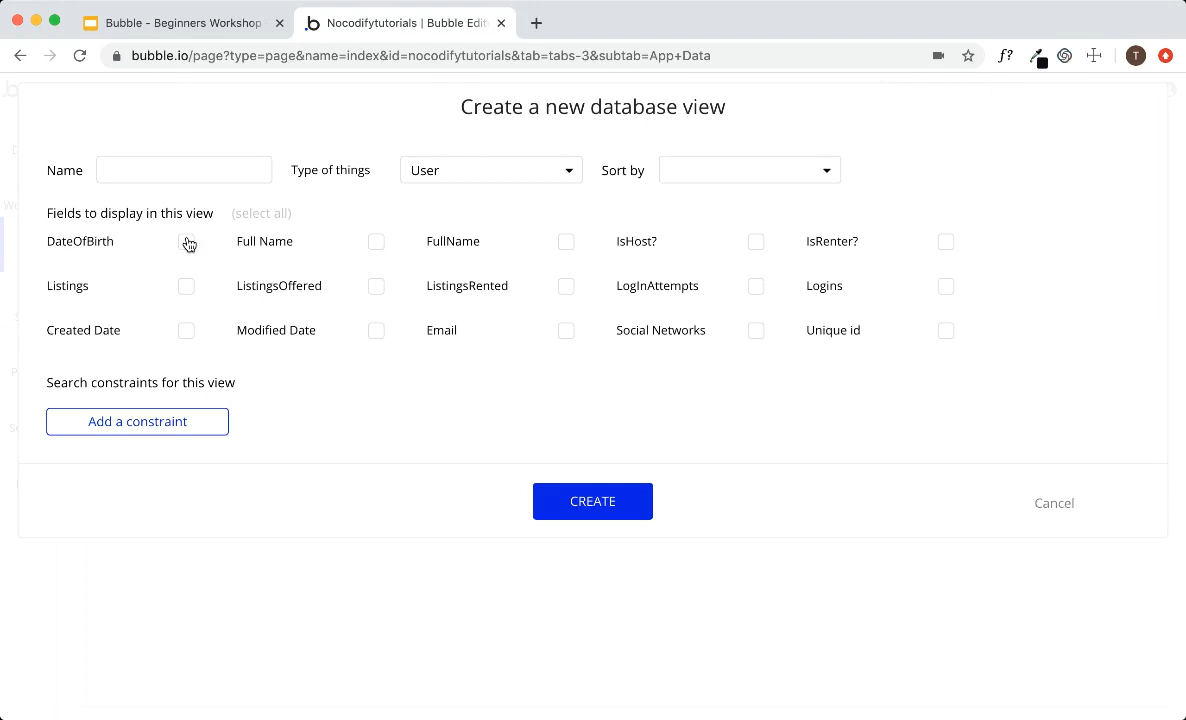 Bubble - Beginners Workshop
Nocodifytutorials | Bubble Edit
bubble.io/page?type=page&name=index&id=nocodifytutorials&tab=tabs-3&subtab=App+Data
f?
T
Create a new database view
Name
Type of things
User
Sort by
Fields to display in this view (select all)
DateOfBirth
Full Name
FullName
IsHost?
IsRenter?
Listings
ListingsOffered
ListingsRented
LogInAttempts
Logins
Created Date
Modified Date
Email
Social Networks
Unique id
Search constraints for this view
Add a constraint
CREATE
Cancel